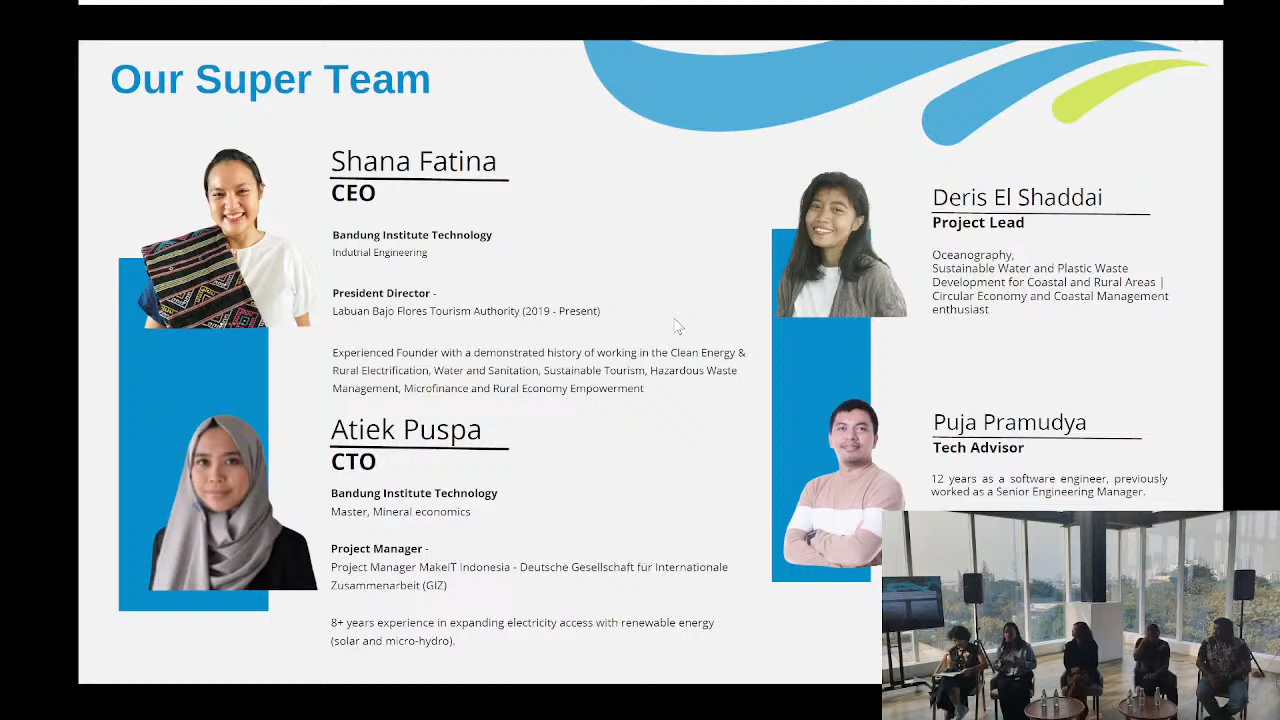 Our Super Team
Shana Fatina
CEO
Bandung Institute Technology
Indutrial Engineering
President Director -
Labuan Bajo Flores Tourism Authority (2019 - Present)
Experienced Founder with a demonstrated history of working in the Clean Energy &
Rural Electrification, Water and Sanitation, Sustainable Tourism, Hazardous Waste
Management, Microfinance and Rural Economy Empowerment
Atiek Puspa
CTO
Bandung Institute Technology
Master, Mineral economics
Project Manager -
Project Manager MakeIT Indonesia - Deutsche Gesellschaft für Internationale
Zusammenarbeit (GIZ)
8+ years experience in expanding electricity access with renewable energy
(solar and micro-hydro).
Deris El Shaddai
Project Lead
Oceanography,
Sustainable Water and Plastic Waste
Development for Coastal and Rural Areas |
Circular Economy and Coastal Management
enthusiast
Puja Pramudya
Tech Advisor
12 years as a software engineer, previously
worked as a Senior Engineering Manager.